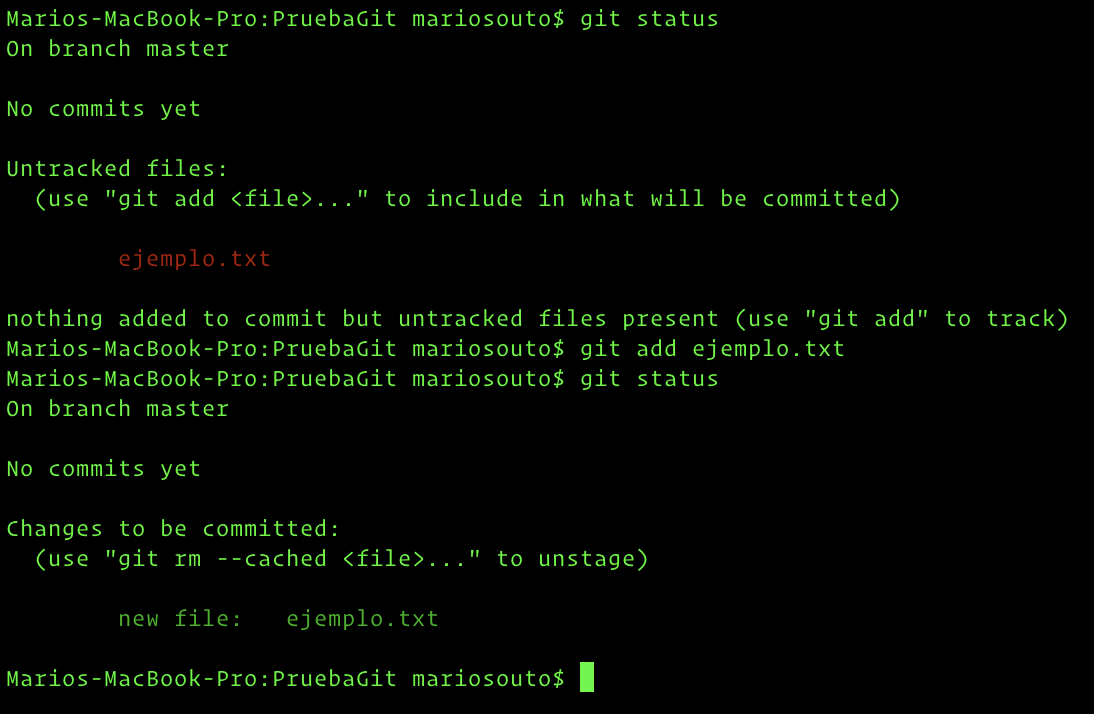 Marios-MacBook-Pro:PruebaGit mariosouto$ git status
On branch master
No commits yet
Untracked files:
(use "git add <file>..." to include in what will be committed)
ejemplo.txt
nothing added to commit but untracked files present (use "git add" to track)
Marios-MacBook-Pro:PruebaGit mariosouto$ git add ejemplo.txt
Marios-MacBook-Pro:PruebaGit mariosouto$ git status
On branch master
No commits yet
Changes to be committed:
(use "git rm --cached <file>..." to unstage)
new file:   ejemplo.txt
Marios-MacBook-Pro:PruebaGit mariosouto$